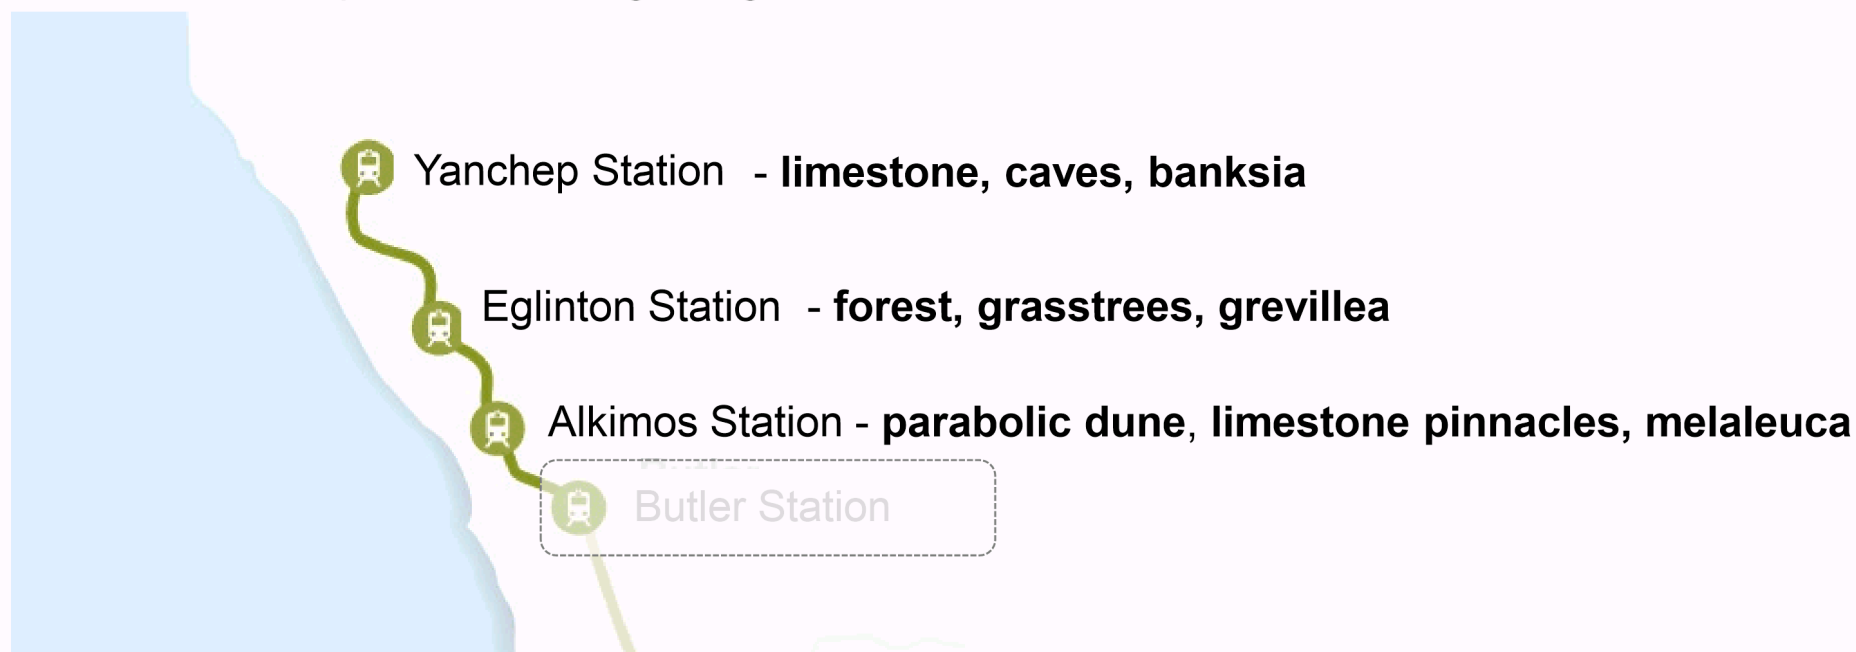 Yanchep Station - limestone, caves, banksia
Eglinton Station - forest, grasstrees, grevillea
Alkimos Station - parabolic dune, limestone pinnacles, melaleuca
Butler Station